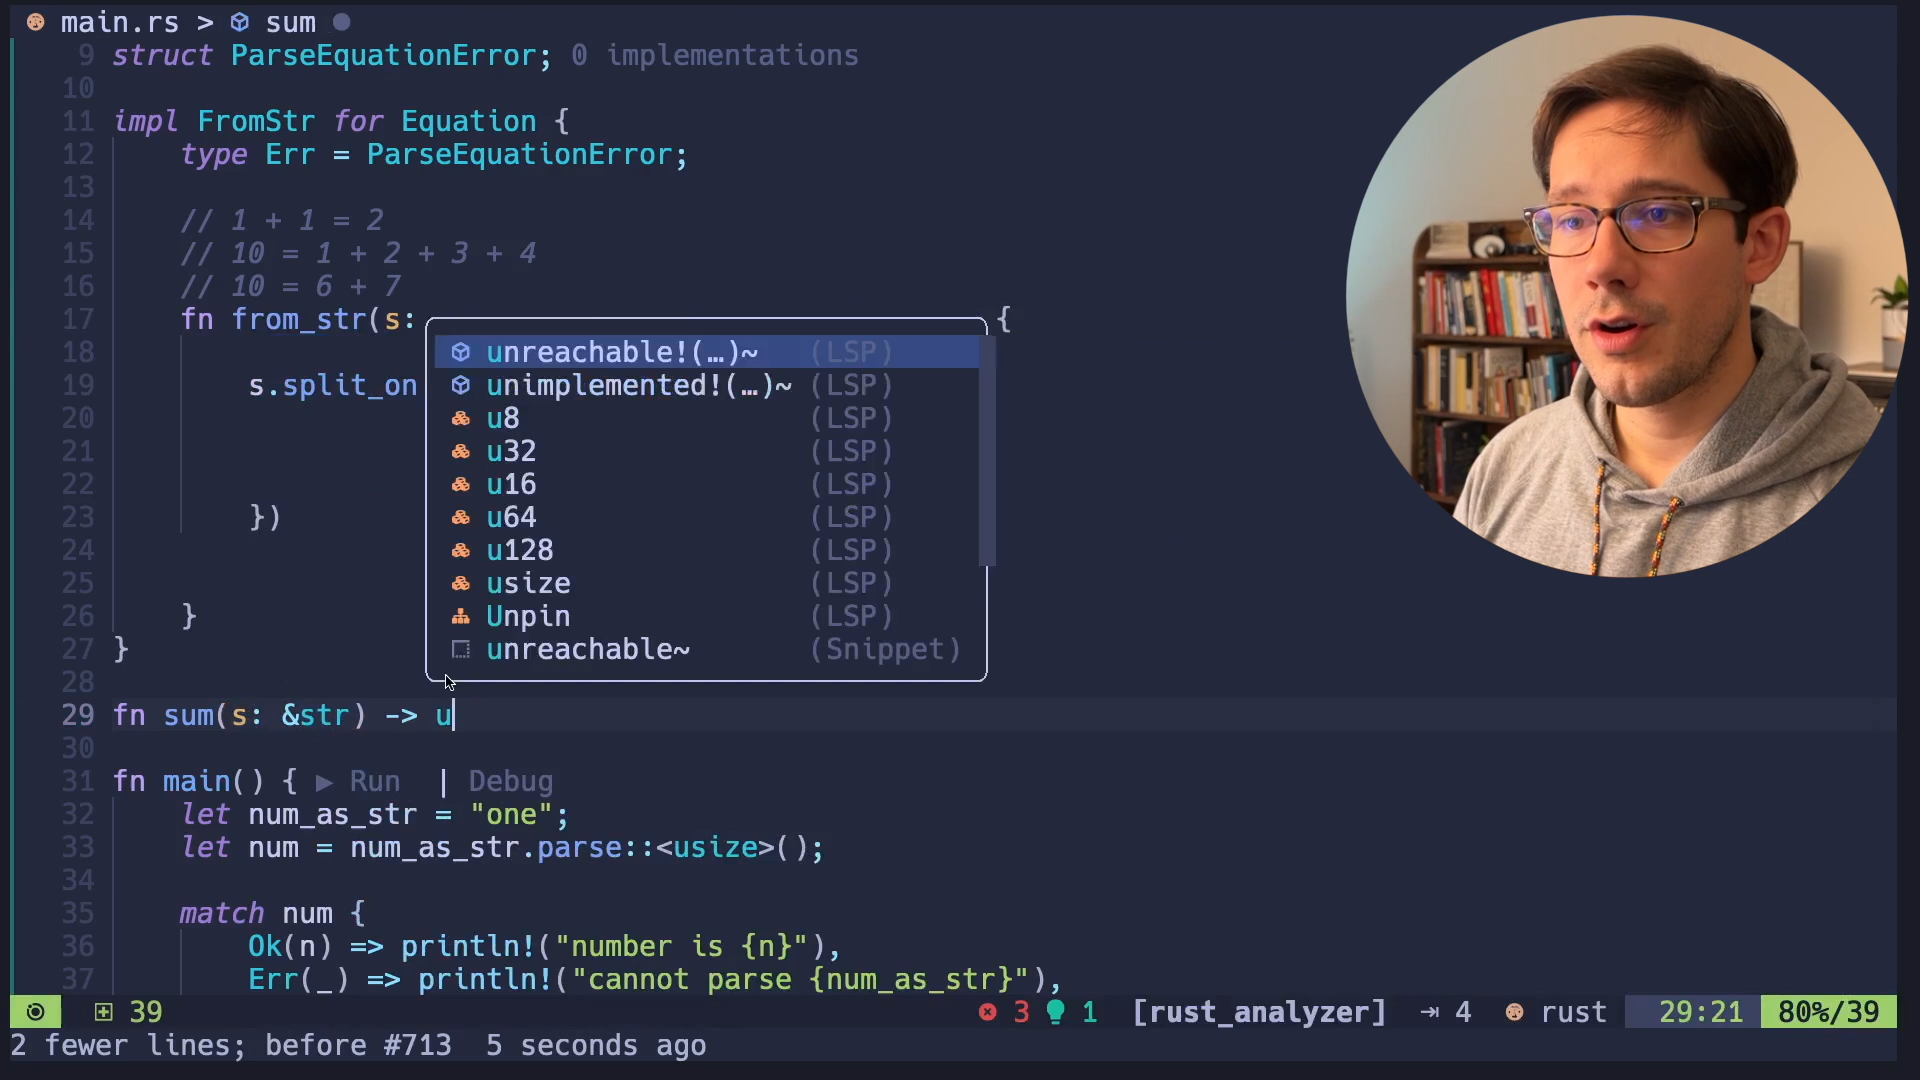 main.rs > sum
9 struct ParseEquationError; 0 implementations
10
11 impl FromStr for Equation {
12 type Err = ParseEquationError;
13
14 // 1 + 1 = 2
15 // 10 = 1 + 2 + 3 + 4
16 // 10 = 6 + 7
17 fn from_str(s: {
18
19 s.split_on
20
21
22
23 })
24
25
26 }
27 }
28
unreachable!(…)~ (LSP)
unimplemented!(…)~ (LSP)
u8 (LSP)
u32 (LSP)
u16 (LSP)
u64 (LSP)
u128 (LSP)
usize (LSP)
Unpin (LSP)
unreachable~ (Snippet)
29 fn sum(s: &str) -> u
30
31 fn main() { ▶ Run | Debug
32 let num_as_str = "one";
33 let num = num_as_str.parse::<usize>();
34
35 match num {
36 Ok(n) => println!("number is {n}"),
37 Err(_) => println!("cannot parse {num_as_str}"),
39 3 1 [rust_analyzer] ⇥ 4 rust 29:21 80%/39
2 fewer lines; before #713 5 seconds ago